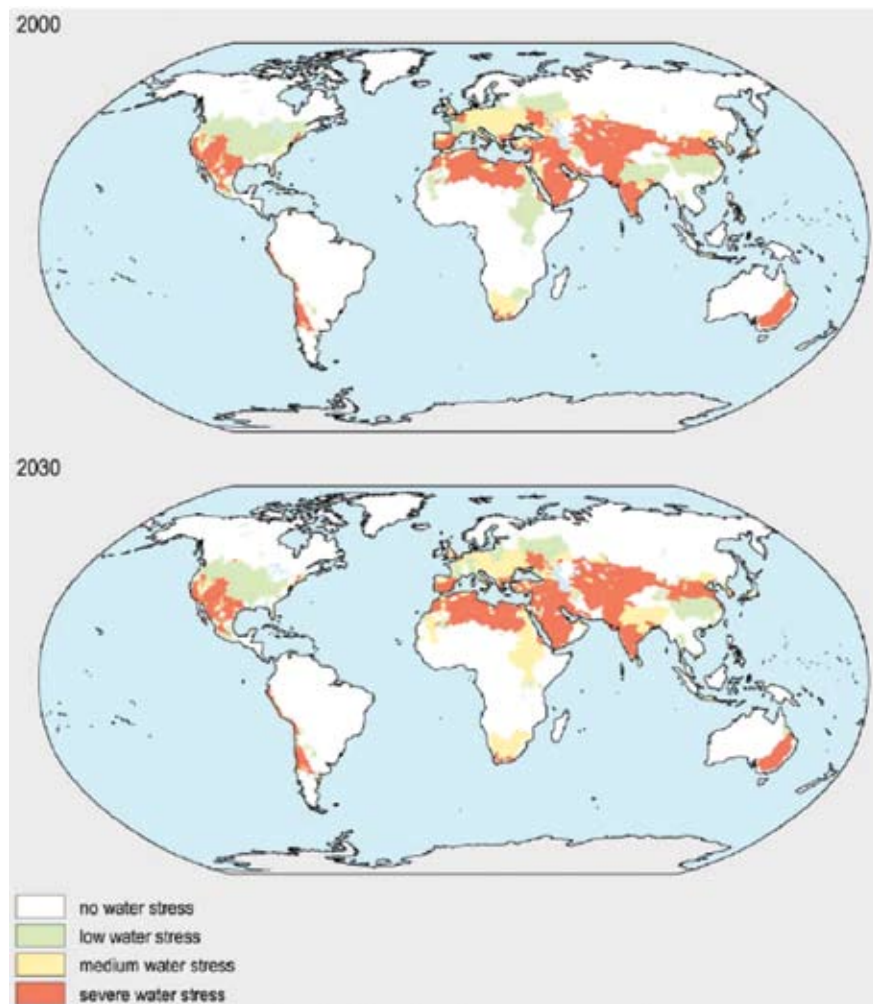 2000
2030
no water stress
low water stress
medium water stress
severe water stress